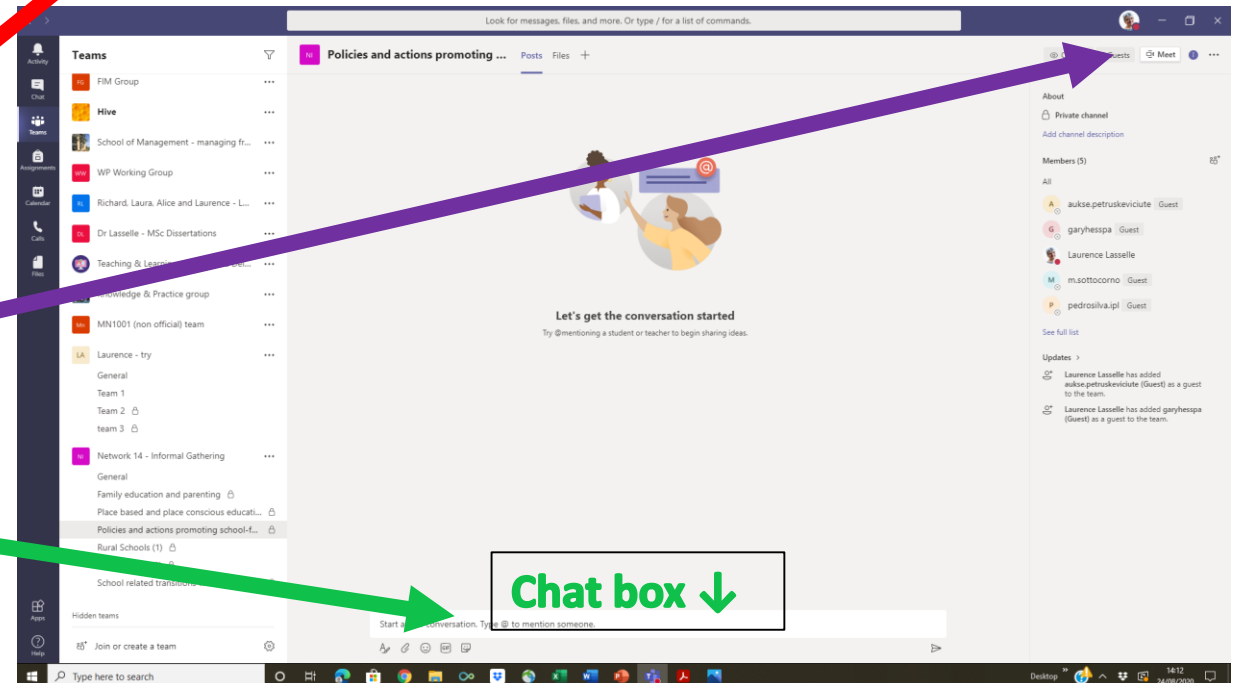 Look for messages, files, and more. Or type / for a list of commands.
Activity
Chat
Teams
Assignments
Calendar
Calls
Files
Apps
Help
Teams
FG FIM Group
Hive
School of Management - managing fr...
WW WP Working Group
RL Richard, Laura, Alice and Laurence - L...
DL Dr Lasselle - MSc Dissertations
Teaching & Learning
Knowledge & Practice group
Mn MN1001 (non official) team
LA Laurence - try
General
Team 1
Team 2
team 3
NI Network 14 - Informal Gathering
General
Family education and parenting
Place based and place conscious educati...
Policies and actions promoting school-f...
Rural Schools (1)
School related transitions
Hidden teams
Join or create a team
NI Policies and actions promoting ... Posts Files +
Guests Meet
Let's get the conversation started
Try @mentioning a student or teacher to begin sharing ideas.
Chat box ↓
Start a conversation. Type @ to mention someone.
GIF
About
Private channel
Add channel description
Members (5)
All
A aukse.petruskeviciute Guest
G garyhesspa Guest
Laurence Lasselle
M m.sottocorno Guest
P pedrosilva.ipl Guest
See full list
Updates >
Laurence Lasselle has added
aukse.petruskeviciute (Guest) as a guest
to the team.
Laurence Lasselle has added garyhesspa
(Guest) as a guest to the team.
Type here to search
Desktop
14:12
24/08/2020